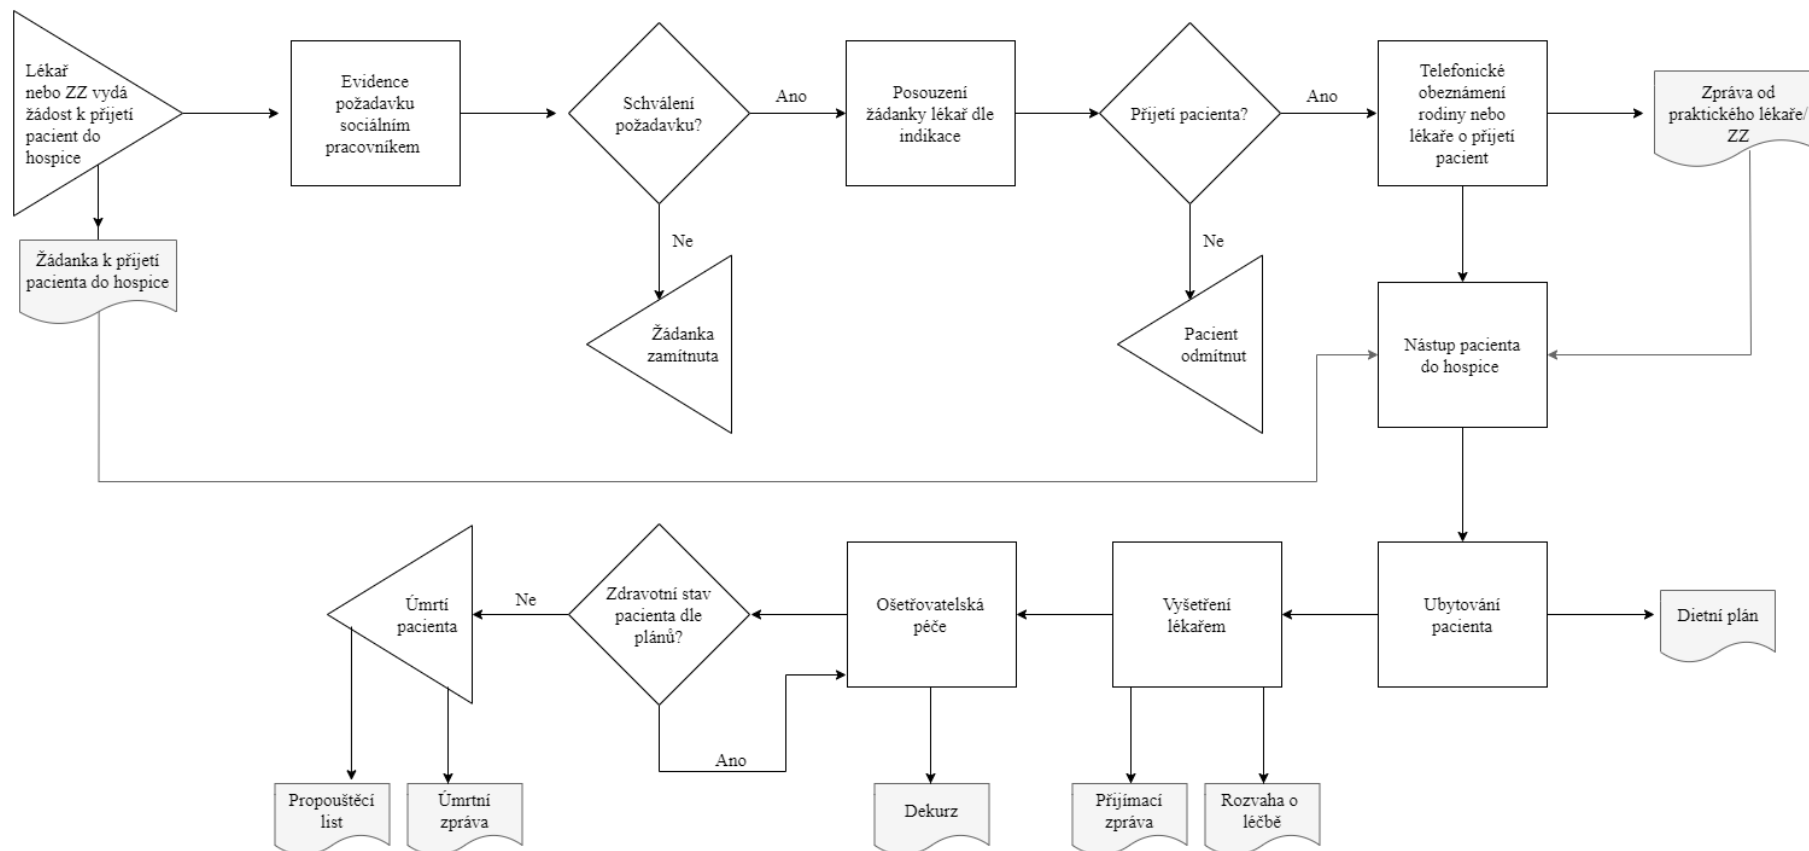 Lékař
nebo ZZ vydá
žádost k přijetí
pacient do
hospice
Evidence
požadavku
sociálním
pracovníkem
Schválení
požadavku?
Ano
Posouzení
žádanky lékař dle
indikace
Přijetí pacienta?
Ano
Telefonické
obeznámení
rodiny nebo
lékaře o přijetí
pacient
Zpráva od
praktického lékaře/
ZZ
Žádanka k přijetí
pacienta do hospice
Ne
Ne
Žádanka
zamítnuta
Pacient
odmítnut
Nástup pacienta
do hospice
Úmrtí
pacienta
Ne
Zdravotní stav
pacienta dle
plánů?
Ošetřovatelská
péče
Vyšetření
lékařem
Ubytování
pacienta
Dietní plán
Ano
Propouštěcí
list
Úmrtní
zpráva
Dekurz
Přijímací
zpráva
Rozvaha o
léčbě